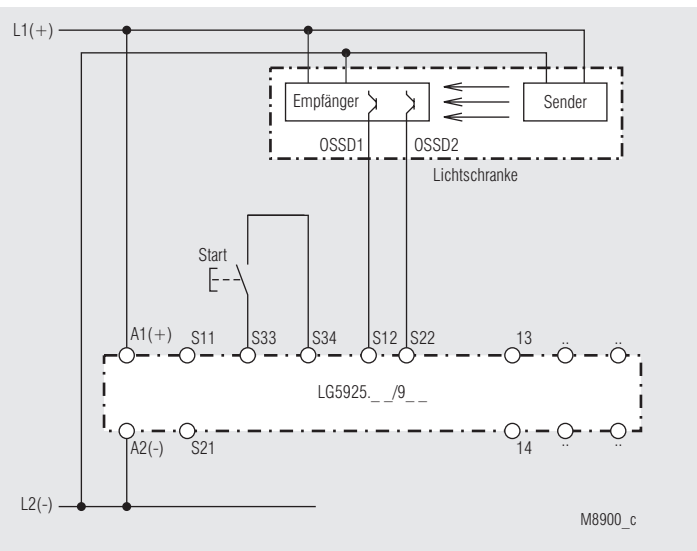 L1(+)
Empfänger
Sender
OSSD1
OSSD2
Lichtschranke
Start
A1(+)
S11
S33
S34
S12
S22
13
..
..
LG5925._ _/9_ _
A2(-)
S21
14
..
..
L2(-)
M8900_c